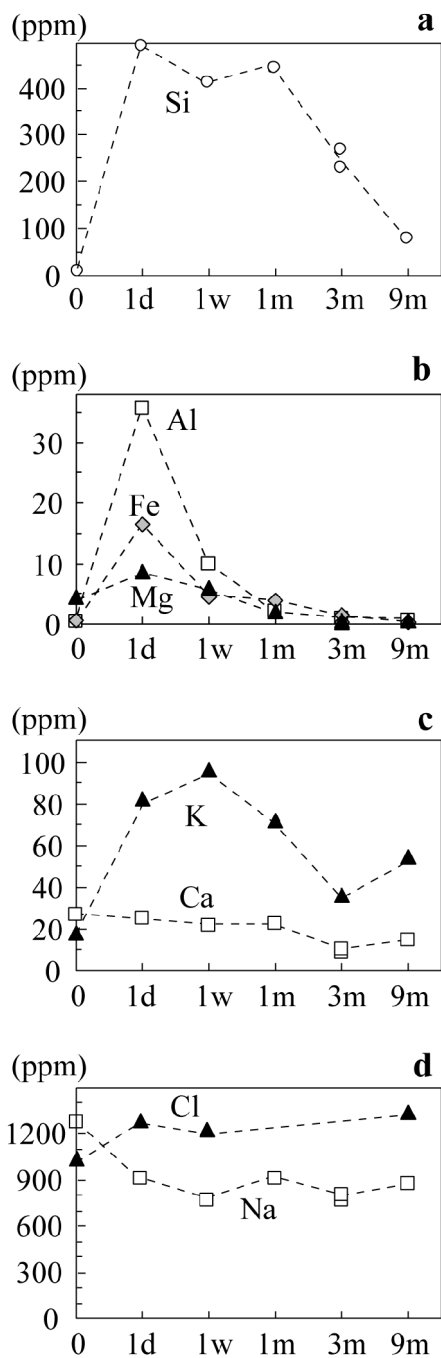 (ppm) a
400
300
200
100
0
Si
0 1d 1w 1m 3m 9m
(ppm) b
30
20
10
0
Al
Fe
Mg
0 1d 1w 1m 3m 9m
(ppm) c
100
80
60
40
20
0
K
Ca
0 1d 1w 1m 3m 9m
(ppm) d
1200
900
600
300
0
Cl
Na
0 1d 1w 1m 3m 9m